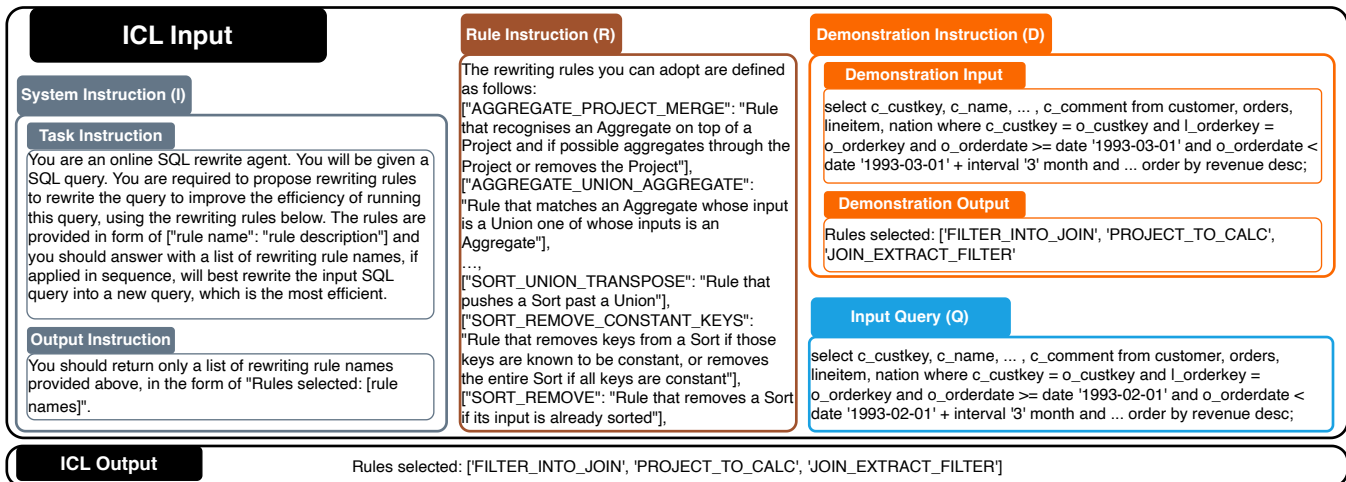 ICL Input
System Instruction (I)
Task Instruction
You are an online SQL rewrite agent. You will be given a
SQL query. You are required to propose rewriting rules
to rewrite the query to improve the efficiency of running
this query, using the rewriting rules below. The rules are
provided in form of ["rule name": "rule description"] and
you should answer with a list of rewriting rule names, if
applied in sequence, will best rewrite the input SQL
query into a new query, which is the most efficient.
Output Instruction
You should return only a list of rewriting rule names
provided above, in the form of "Rules selected: [rule
names]".
Rule Instruction (R)
The rewriting rules you can adopt are defined
as follows:
["AGGREGATE_PROJECT_MERGE": "Rule
that recognises an Aggregate on top of a
Project and if possible aggregates through the
Project or removes the Project"],
["AGGREGATE_UNION_AGGREGATE":
"Rule that matches an Aggregate whose input
is a Union one of whose inputs is an
Aggregate"],
…,
["SORT_UNION_TRANSPOSE": "Rule that
pushes a Sort past a Union"],
["SORT_REMOVE_CONSTANT_KEYS":
"Rule that removes keys from a Sort if those
keys are known to be constant, or removes
the entire Sort if all keys are constant"],
["SORT_REMOVE": "Rule that removes a Sort
if its input is already sorted"],
Demonstration Instruction (D)
Demonstration Input
select c_custkey, c_name, ... , c_comment from customer, orders,
lineitem, nation where c_custkey = o_custkey and l_orderkey =
o_orderkey and o_orderdate >= date '1993-03-01' and o_orderdate <
date '1993-03-01' + interval '3' month and ... order by revenue desc;
Demonstration Output
Rules selected: ['FILTER_INTO_JOIN', 'PROJECT_TO_CALC',
'JOIN_EXTRACT_FILTER'
Input Query (Q)
select c_custkey, c_name, ... , c_comment from customer, orders,
lineitem, nation where c_custkey = o_custkey and l_orderkey =
o_orderkey and o_orderdate >= date '1993-02-01' and o_orderdate <
date '1993-02-01' + interval '3' month and ... order by revenue desc;
ICL Output
Rules selected: ['FILTER_INTO_JOIN', 'PROJECT_TO_CALC', 'JOIN_EXTRACT_FILTER']